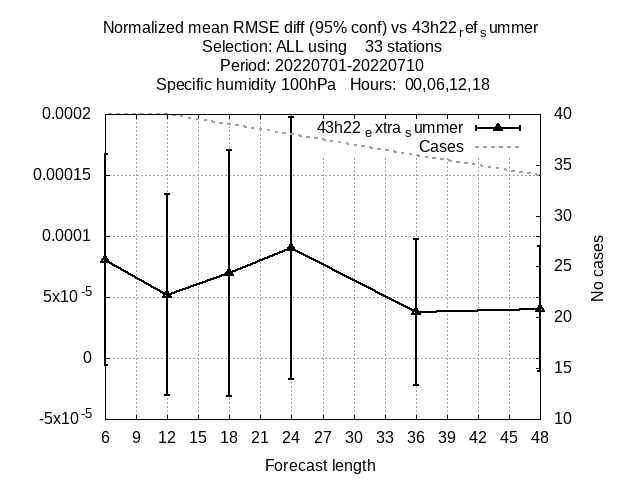 Normalized mean RMSE diff (95% conf) vs 43h22ᵣefₛummer
Selection: ALL using    33 stations
Period: 20220701-20220710
Specific humidity 100hPa   Hours:  00,06,12,18
43h22ₑxtraₛummer
Cases
0.0002
0.00015
0.0001
5x10⁻⁵
0
-5x10⁻⁵
40
35
30
25
20
15
10
No cases
6 9 12 15 18 21 24 27 30 33 36 39 42 45 48
Forecast length